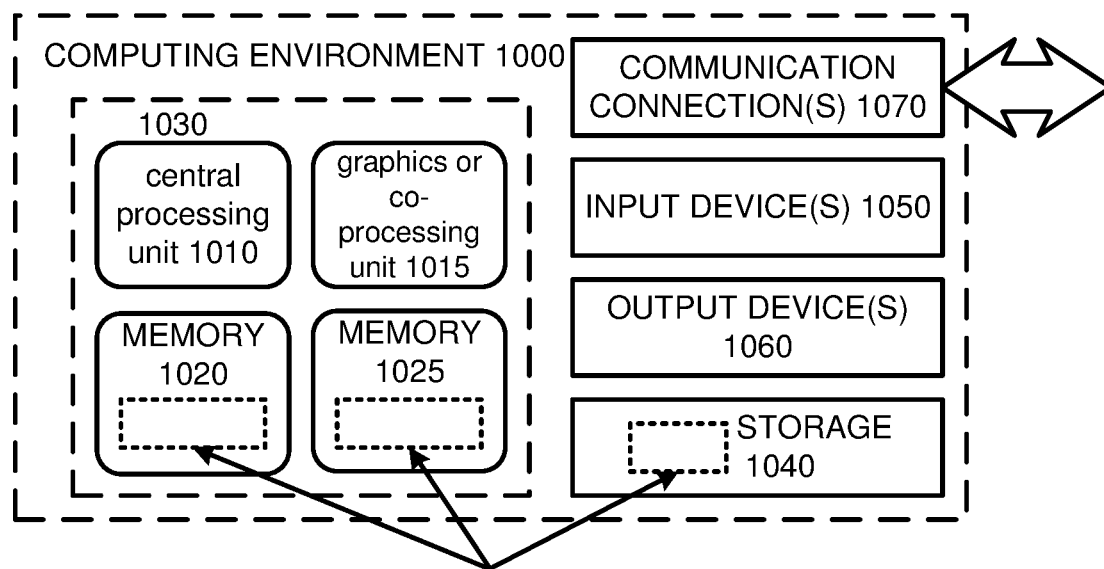 COMPUTING ENVIRONMENT 1000
1030
central
processing
unit 1010
graphics or
co-
processing
unit 1015
MEMORY
1020
MEMORY
1025
COMMUNICATION
CONNECTION(S) 1070
INPUT DEVICE(S) 1050
OUTPUT DEVICE(S)
1060
STORAGE
1040